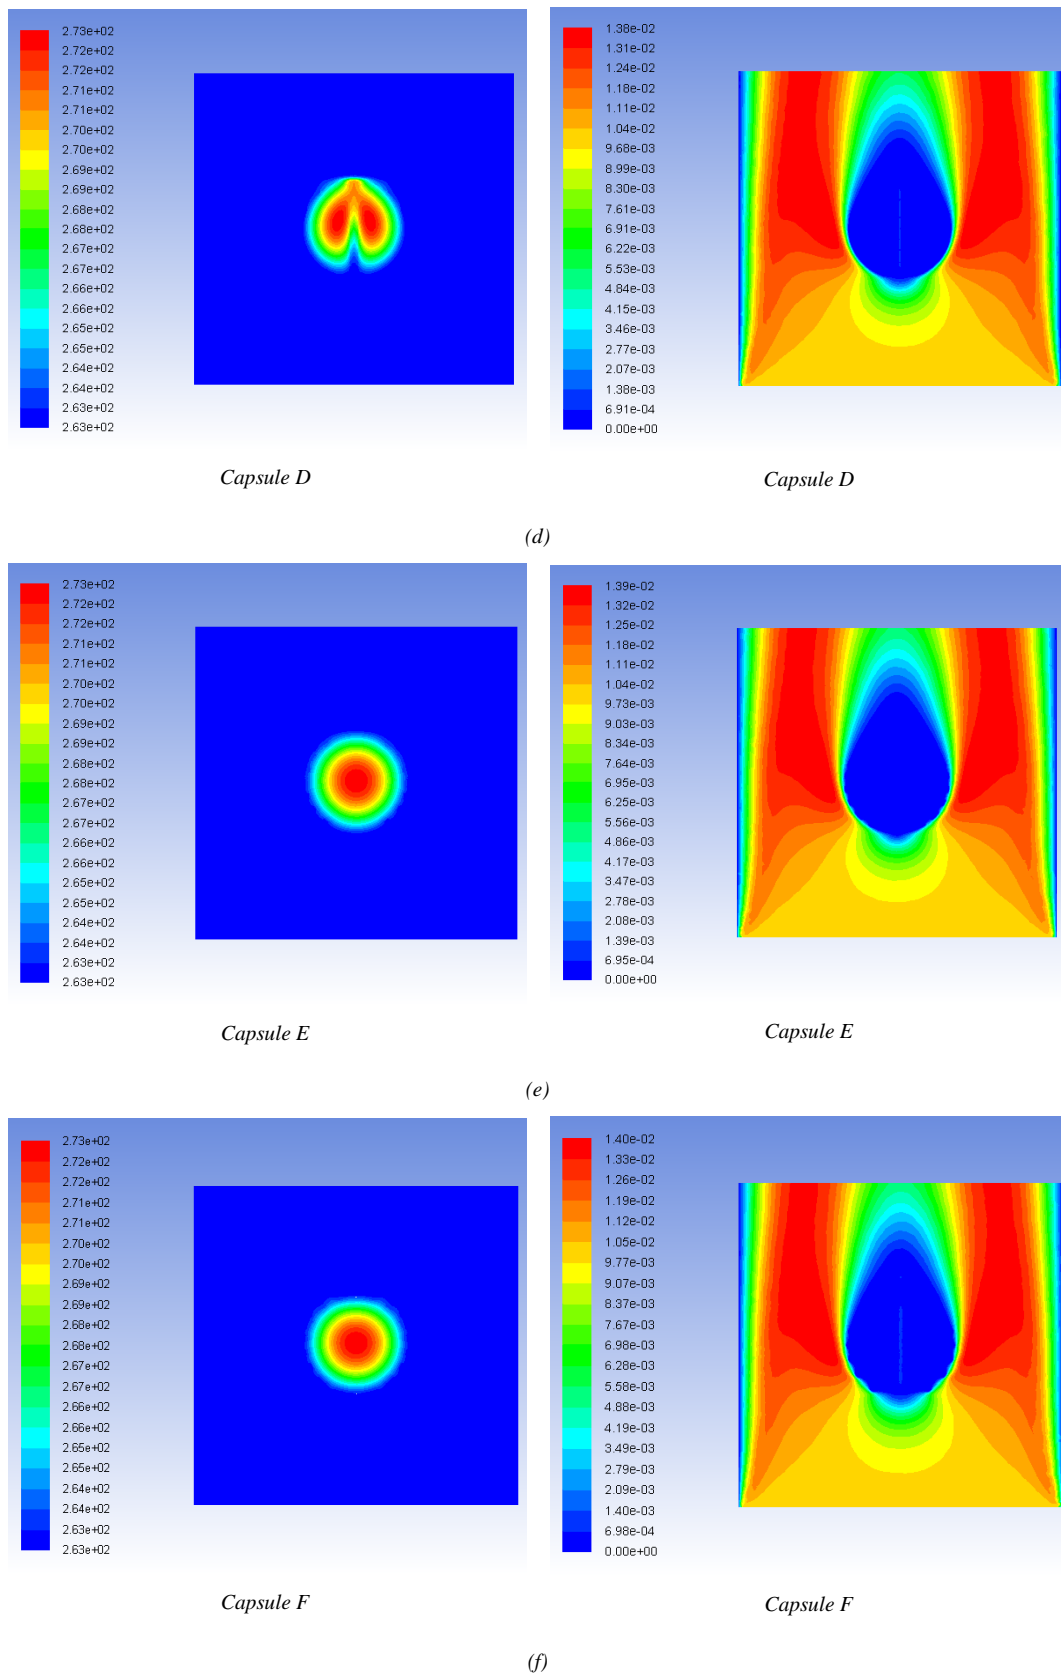 2.73e+02
2.72e+02
2.72e+02
2.71e+02
2.71e+02
2.70e+02
2.70e+02
2.69e+02
2.69e+02
2.68e+02
2.68e+02
2.67e+02
2.67e+02
2.66e+02
2.66e+02
2.65e+02
2.65e+02
2.64e+02
2.64e+02
2.63e+02
2.63e+02
1.38e-02
1.31e-02
1.24e-02
1.18e-02
1.11e-02
1.04e-02
9.68e-03
8.99e-03
8.30e-03
7.61e-03
6.91e-03
6.22e-03
5.53e-03
4.84e-03
4.15e-03
3.46e-03
2.77e-03
2.07e-03
1.38e-03
6.91e-04
0.00e+00
Capsule D
Capsule D
(d)
2.73e+02
2.72e+02
2.72e+02
2.71e+02
2.71e+02
2.70e+02
2.70e+02
2.69e+02
2.69e+02
2.68e+02
2.68e+02
2.67e+02
2.67e+02
2.66e+02
2.66e+02
2.65e+02
2.65e+02
2.64e+02
2.64e+02
2.63e+02
2.63e+02
1.39e-02
1.32e-02
1.25e-02
1.18e-02
1.11e-02
1.04e-02
9.73e-03
9.03e-03
8.34e-03
7.64e-03
6.95e-03
6.25e-03
5.56e-03
4.86e-03
4.17e-03
3.47e-03
2.78e-03
2.08e-03
1.39e-03
6.95e-04
0.00e+00
Capsule E
Capsule E
(e)
2.73e+02
2.72e+02
2.72e+02
2.71e+02
2.71e+02
2.70e+02
2.70e+02
2.69e+02
2.69e+02
2.68e+02
2.68e+02
2.67e+02
2.67e+02
2.66e+02
2.66e+02
2.65e+02
2.65e+02
2.64e+02
2.64e+02
2.63e+02
2.63e+02
1.40e-02
1.33e-02
1.26e-02
1.19e-02
1.12e-02
1.05e-02
9.77e-03
9.07e-03
8.37e-03
7.67e-03
6.98e-03
6.28e-03
5.58e-03
4.88e-03
4.19e-03
3.49e-03
2.79e-03
2.09e-03
1.40e-03
6.98e-04
0.00e+00
Capsule F
Capsule F
(f)